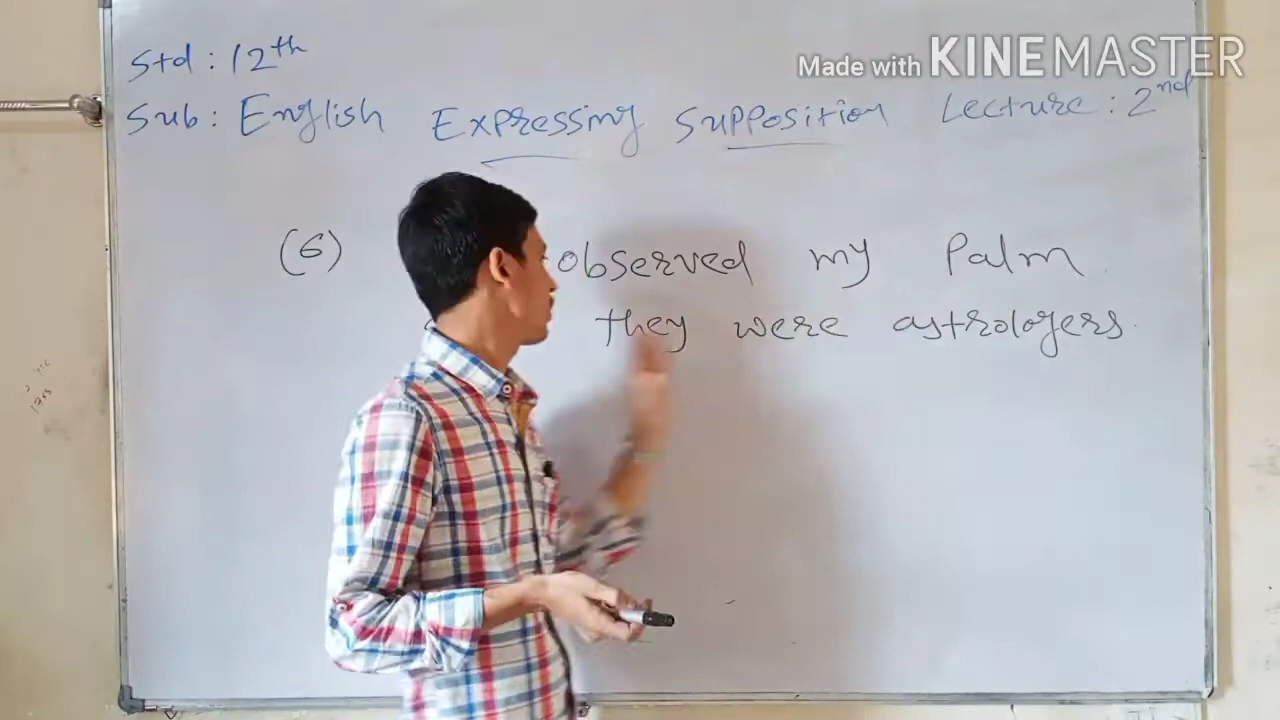 Std : 12th
Made with KINEMASTER
Sub : English Expressing Supposition Lecture : 2nd
(6) observed my Palm
they were astrologers.